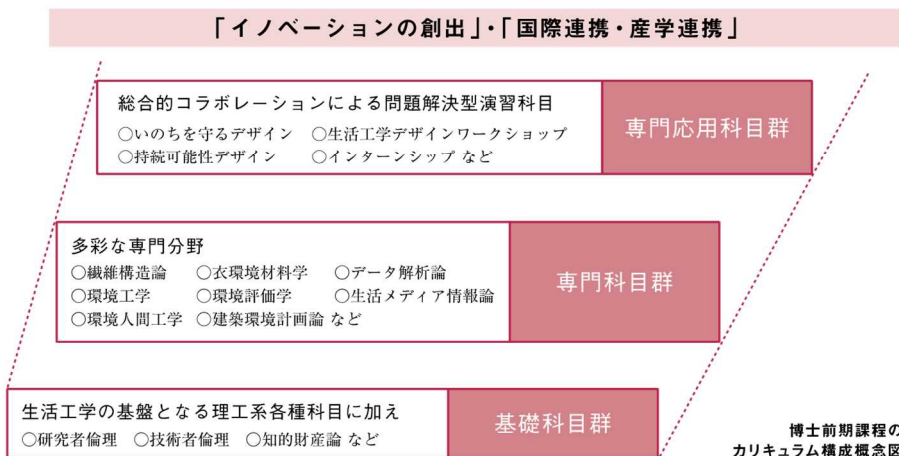 「イノベーションの創出」・「国際連携・産学連携」
総合的コラボレーションによる問題解決型演習科目
○いのちを守るデザイン ○生活工学デザインワークショップ
○持続可能性デザイン ○インターンシップ など
専門応用科目群
多彩な専門分野
○繊維構造論 ○衣環境材料学 ○データ解析論
○環境工学 ○環境評価学 ○生活メディア情報論
○環境人間工学 ○建築環境計画論 など
専門科目群
生活工学の基盤となる理工系各種科目に加え
○研究者倫理 ○技術者倫理 ○知的財産論 など
基礎科目群
博士前期課程の
カリキュラム構成概念図